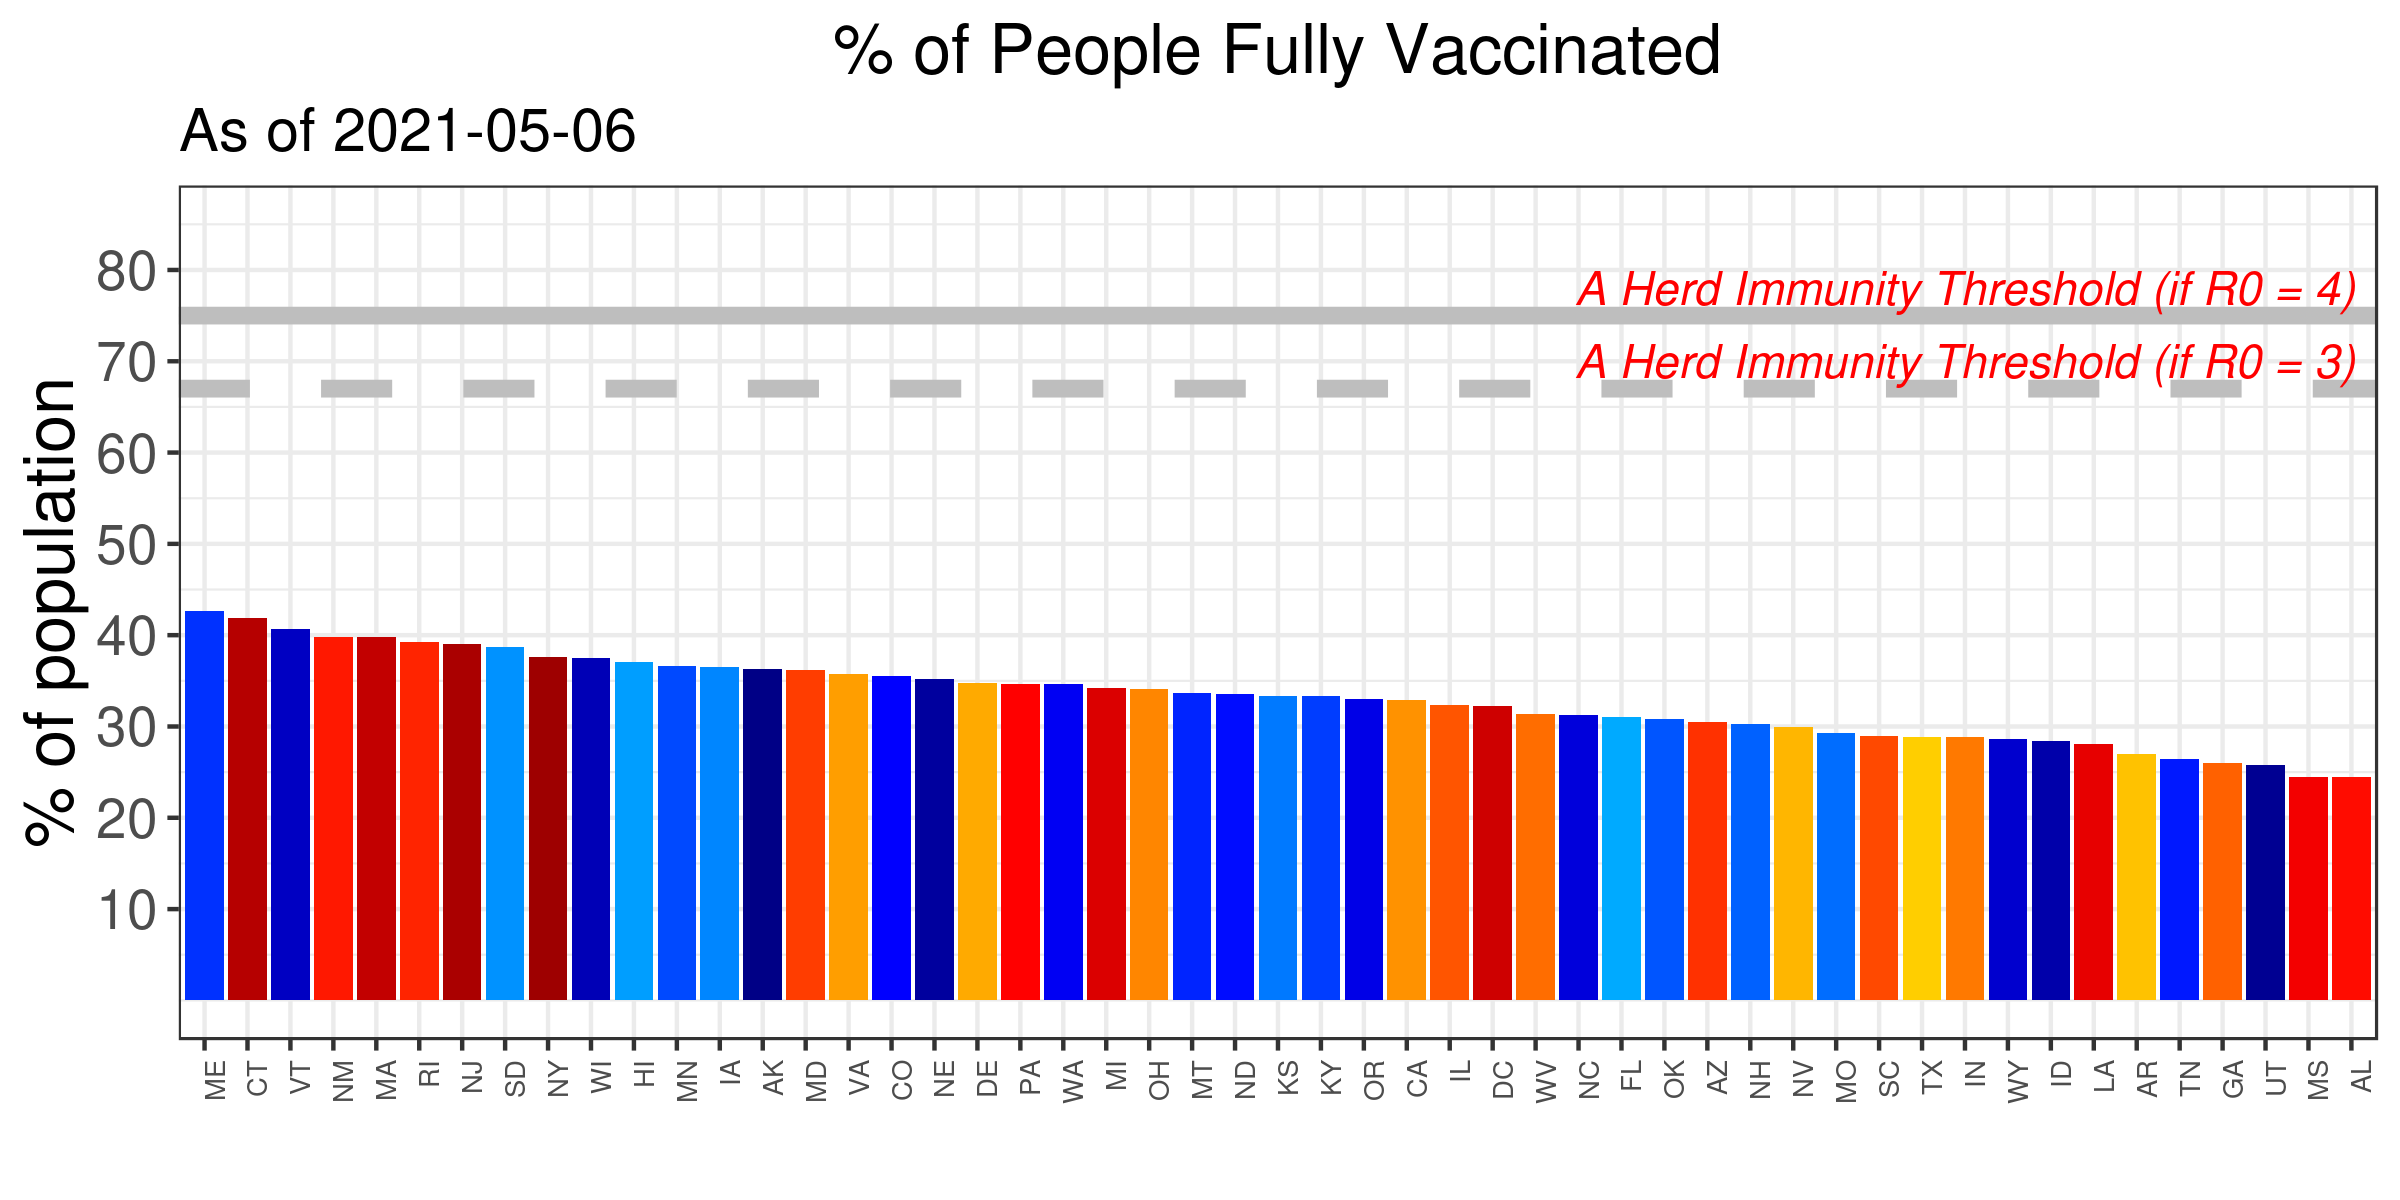 % of People Fully Vaccinated
As of 2021-05-06
% of population
80
70
60
50
40
30
20
10
A Herd Immunity Threshold (if R0 = 4)
A Herd Immunity Threshold (if R0 = 3)
ME CT VT NM MA RI NJ SD NY WI HI MN IA AK MD VA CO NE DE PA WA MI OH MT ND KS KY OR CA IL DC WV NC FL OK AZ NH NV MO SC TX IN WY ID LA AR TN GA UT MS AL